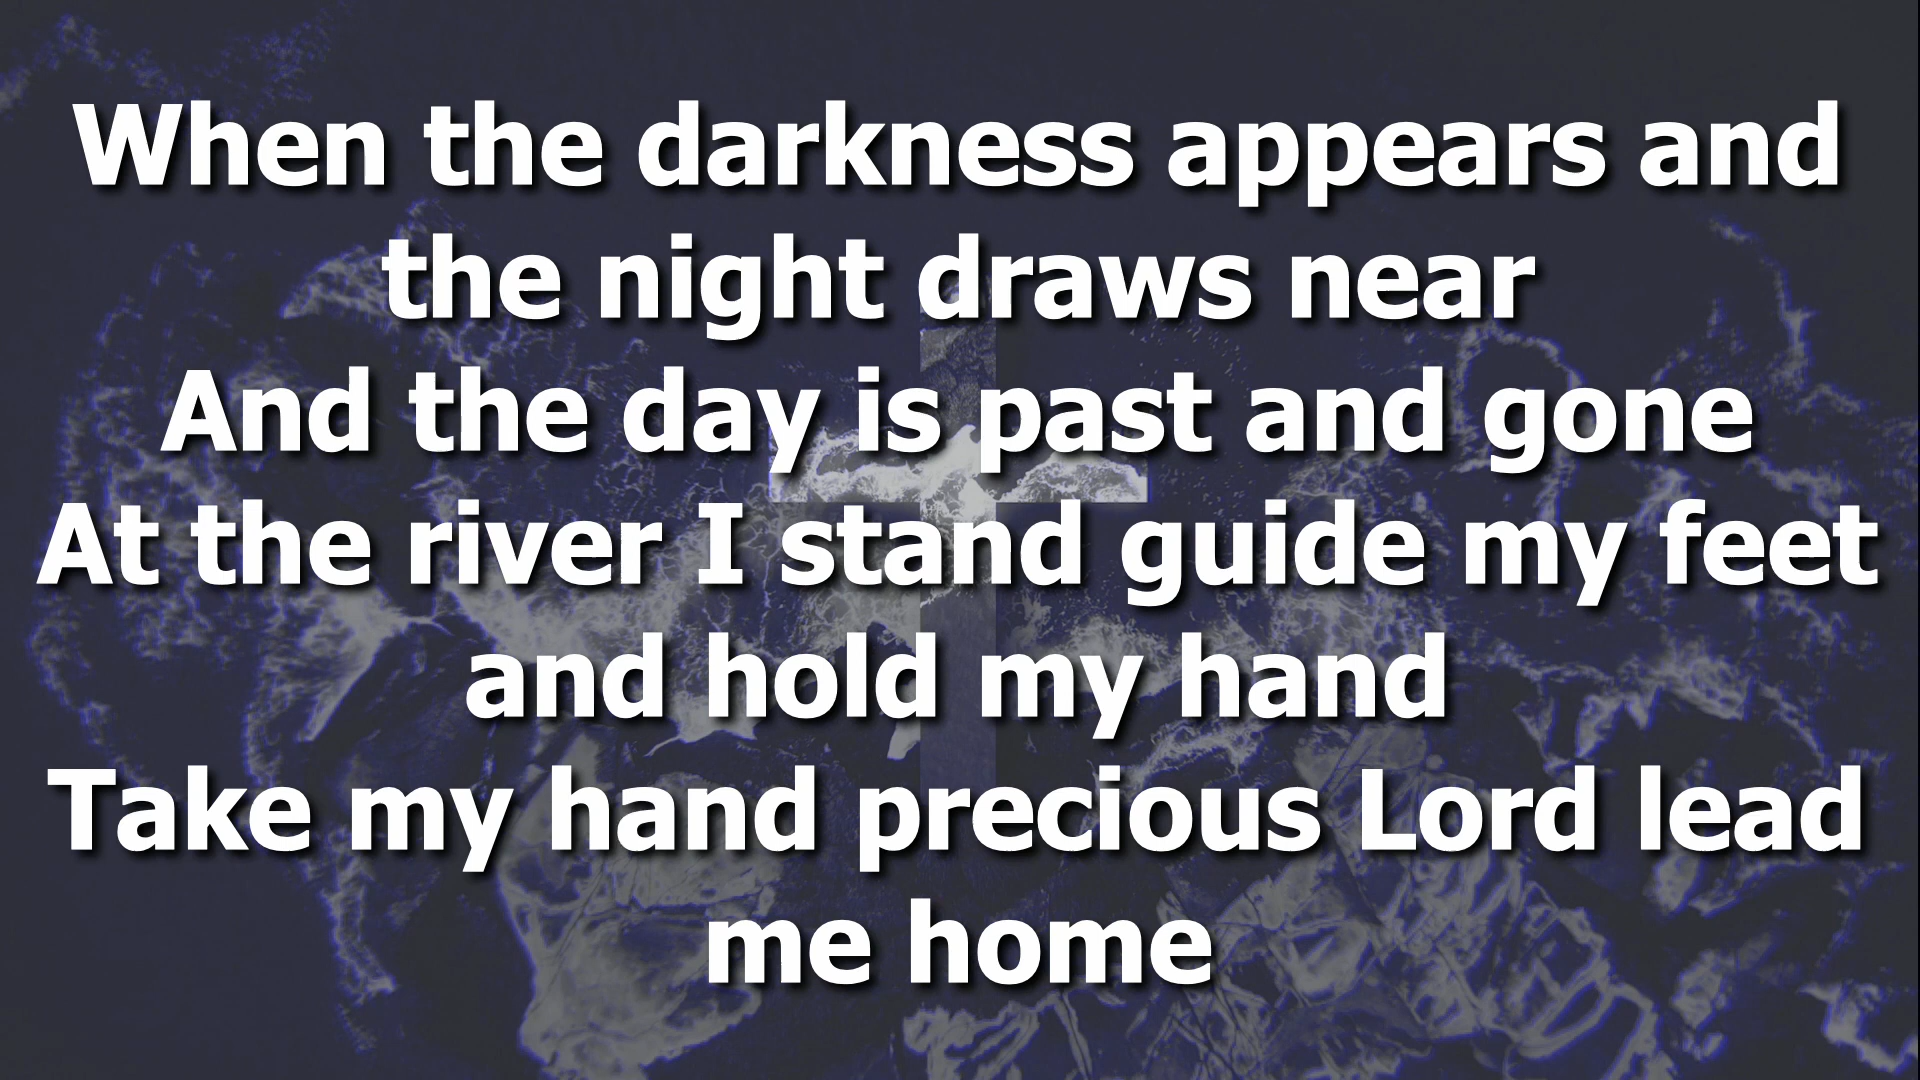 When the darkness appears and
the night draws near
And the day is past and gone
At the river I stand guide my feet
and hold my hand
Take my hand precious Lord lead
me home